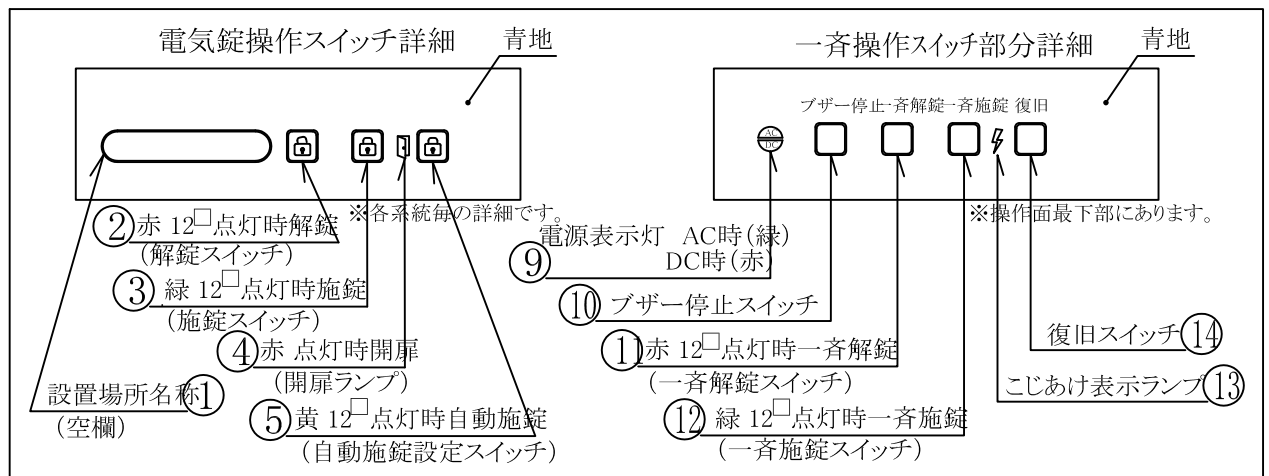 電気錠操作スイッチ詳細
青地
※各系統毎の詳細です。
② 赤 12□点灯時解錠
(解錠スイッチ)
③ 緑 12□点灯時施錠
(施錠スイッチ)
④ 赤 点灯時開扉
(開扉ランプ)
設置場所名称①
(空欄)
⑤ 黄 12□点灯時自動施錠
(自動施錠設定スイッチ)
一斉操作スイッチ部分詳細
青地
ブザー停止一斉解錠一斉施錠 復旧
AC
DC
※操作面最下部にあります。
電源表示灯 AC時(緑)
⑨ DC時(赤)
⑩ ブザー停止スイッチ
⑪赤 12□点灯時一斉解錠
(一斉解錠スイッチ)
復旧スイッチ⑭
こじあけ表示ランプ⑬
⑫ 緑 12□点灯時一斉施錠
(一斉施錠スイッチ)